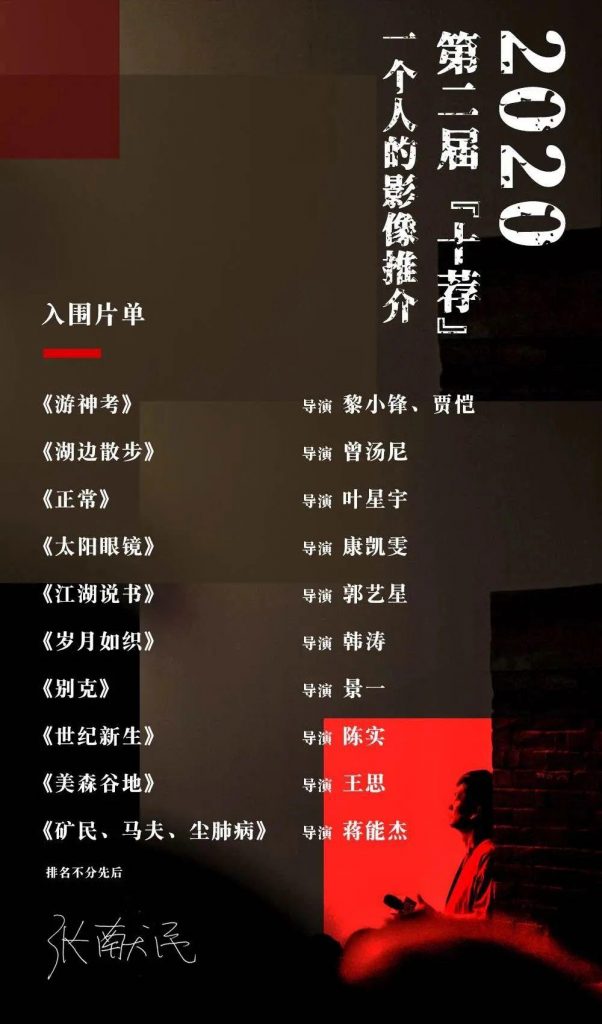 2020
第二届『十荐』
一个人的影像推介
入围片单
《游神考》 导演 黎小锋、贾恺
《湖边散步》 导演 曾汤尼
《正常》 导演 叶星宇
《太阳眼镜》 导演 康凯雯
《江湖说书》 导演 郭艺星
《岁月如织》 导演 韩涛
《别克》 导演 景一
《世纪新生》 导演 陈实
《美森谷地》 导演 王思
《矿民、马夫、尘肺病》 导演 蒋能杰
排名不分先后
张献民